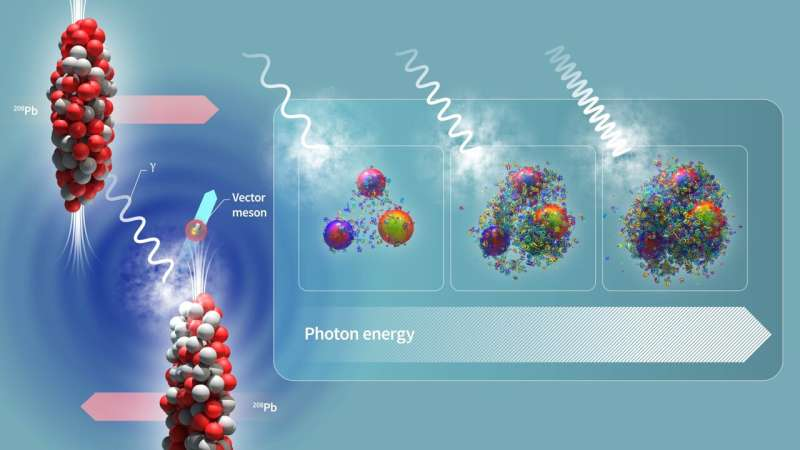 ²⁰⁸Pb
γ
Vector
meson
Photon energy
²⁰⁸Pb